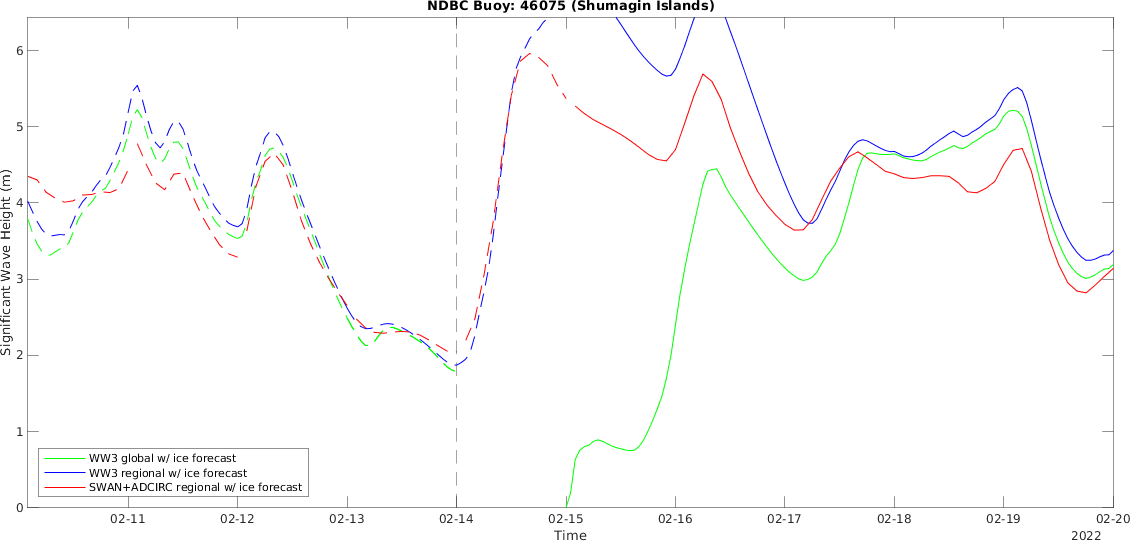 NDBC Buoy: 46075 (Shumagin Islands)
Significant Wave Height (m)
6
5
4
3
2
1
0
WW3 global w/ ice forecast
WW3 regional w/ ice forecast
SWAN+ADCIRC regional w/ ice forecast
02-11 02-12 02-13 02-14 02-15 02-16 02-17 02-18 02-19 02-20
Time
2022